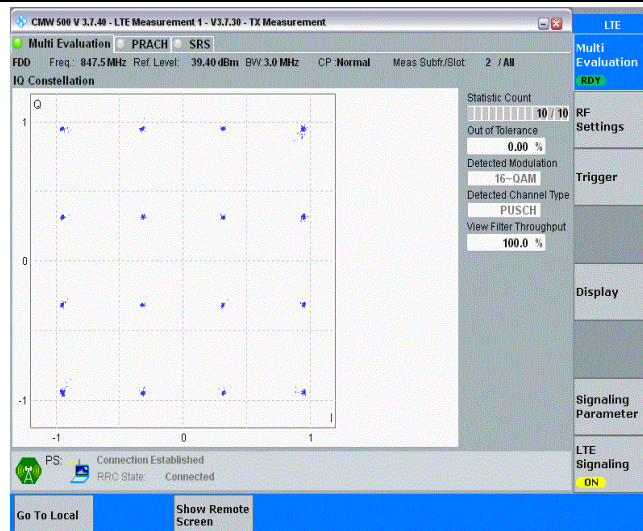 CMW 500 V 3.7.40 - LTE Measurement 1 - V3.7.30 - TX Measurement
LTE
Multi Evaluation PRACH SRS
FDD Freq.: 847.5 MHz Ref. Level: 39.40 dBm BW: 3.0 MHz CP :Normal Meas Subfr./Slot: 2 / All
IQ Constellation
Q
1
0
-1
-1 0 1
I
Statistic Count
10 / 10
Out of Tolerance
0.00 %
Detected Modulation
16-QAM
Detected Channel Type
PUSCH
View Filter Throughput
100.0 %
Multi
Evaluation
RDY
RF
Settings
Trigger
Display
Signaling
Parameter
LTE
Signaling
ON
PS: Connection Established
RRC State: Connected
Go To Local
Show Remote
Screen